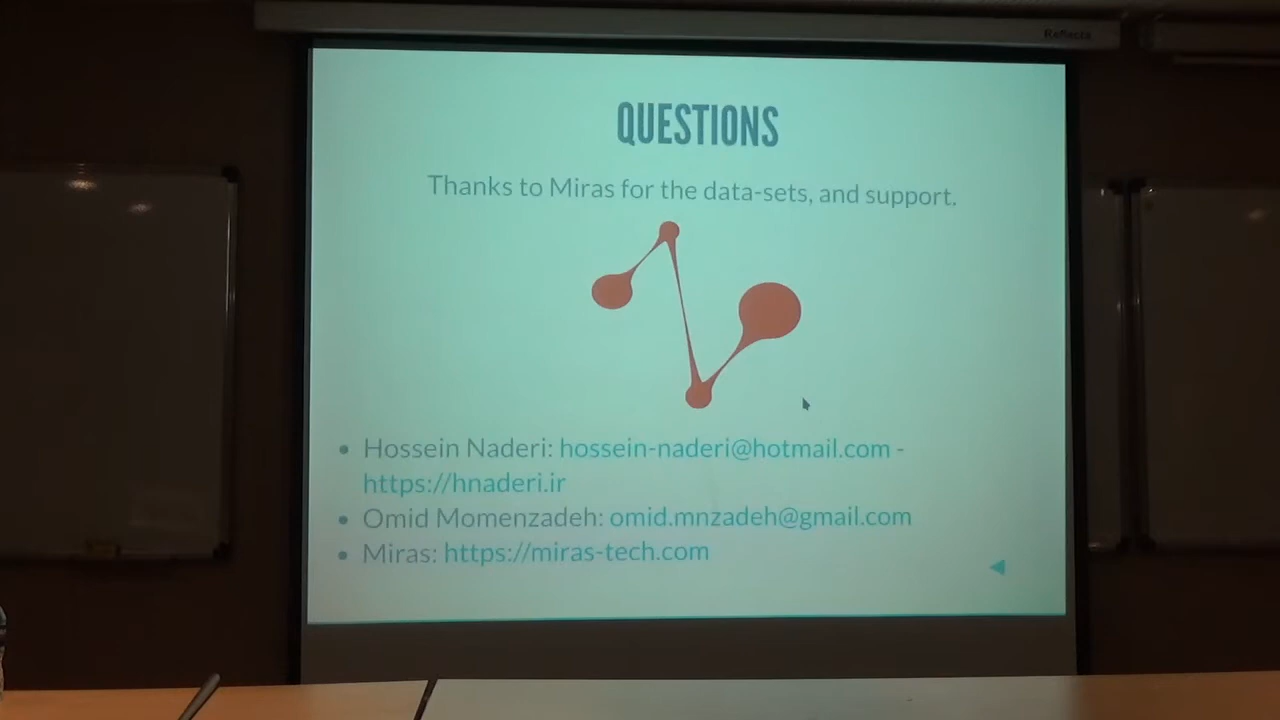 Reflecta
QUESTIONS
Thanks to Miras for the data-sets, and support.
Hossein Naderi: hossein-naderi@hotmail.com -
https://hnaderi.ir
Omid Momenzadeh: omid.mnzadeh@gmail.com
Miras: https://miras-tech.com